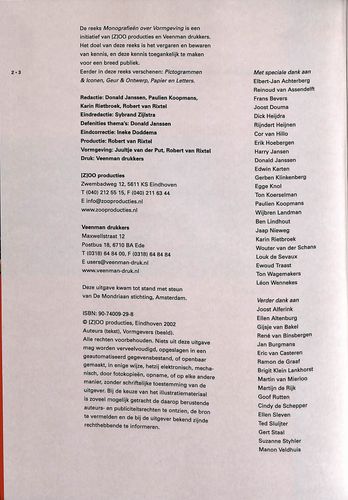 De reeks Monografieën over Vormgeving is een
initiatief van (Z)OO producties en Veenman drukkers.
Het doel van deze reeks is het vergaren en bewaren
van kennis, en deze kennis toegankelijk te maken
voor een breed publiek.
Eerder in deze reeks verschenen: Pictogrammen
& Iconen, Geur & Ontwerp, Papier en Letters.
2 - 3
Redactie: Donald Janssen, Paulien Koopmans,
Karin Rietbroek, Robert van Rixtel
Eindredactie: Sybrand Zijlstra
Defenities thema's: Donald Janssen
Eindcorrectie: Ineke Doddema
Productie: Robert van Rixtel
Vormgeving: Juultje van der Put, Robert van Rixtel
Druk: Veenman drukkers
(Z)OO producties
Zwembadweg 12, 5611 KS Eindhoven
T (040) 212 55 15, F (040) 211 63 44
E info@zooproducties.nl
www.zooproducties.nl
Veenman drukkers
Maxwellstraat 12
Postbus 18, 6710 BA Ede
T (0318) 64 84 00, F (0318) 64 84 84
E users@veenman-druk.nl
www.veenman-druk.nl
Deze uitgave kwam tot stand met steun
van De Mondriaan stichting, Amsterdam.
ISBN: 90-74009-29-8
© (Z)OO producties, Eindhoven 2002
Auteurs (tekst), Vormgevers (beeld).
Alle rechten voorbehouden. Niets uit deze uitgave
mag worden verveelvoudigd, opgeslagen in een
geautomatiseerd gegevensbestand, of openbaar
gemaakt, in enige wijze, hetzij elektronisch, mecha-
nisch, door fotokopieën, opname, of op elke andere
manier, zonder schriftelijke toestemming van de
uitgever. Bij de keuze van het illustratiemateriaal
is zoveel mogelijk getracht de daarop berustende
auteurs- en publiciteitsrechten te ontzien, de bron
te vermelden en de bij de uitgever bekend zijnde
rechthebbende te informeren.
Met speciale dank aan
Elbert-Jan Achterberg
Reinoud van Assendelft
Frans Bevers
Joost Douma
Dick Heijdra
Rijndert Heijnen
Cor van Hillo
Erik Hoebergen
Harry Jansen
Donald Janssen
Edwin Karten
Gerben Klinkenberg
Egge Knol
Ton Koerselman
Paulien Koopmans
Wijbren Landman
Ben Lindhout
Jaap Nieweg
Karin Rietbroek
Wouter van der Schans
Louk de Sevaux
Ewoud Traast
Ton Wagemakers
Léon Wennekes
Verder dank aan
Joost Alferink
Ellen Altenburg
Gijsje van Bakel
René van Binsbergen
Jan Burgmans
Eric van Casteren
Ramon de Graaf
Brigit Klein Lankhorst
Martin van Mierloo
Martijn de Rijk
Goof Rutten
Cindy de Schepper
Ellen Sleven
Ted Sluijter
Gert Staal
Suzanne Styhler
Manon Veldhuis